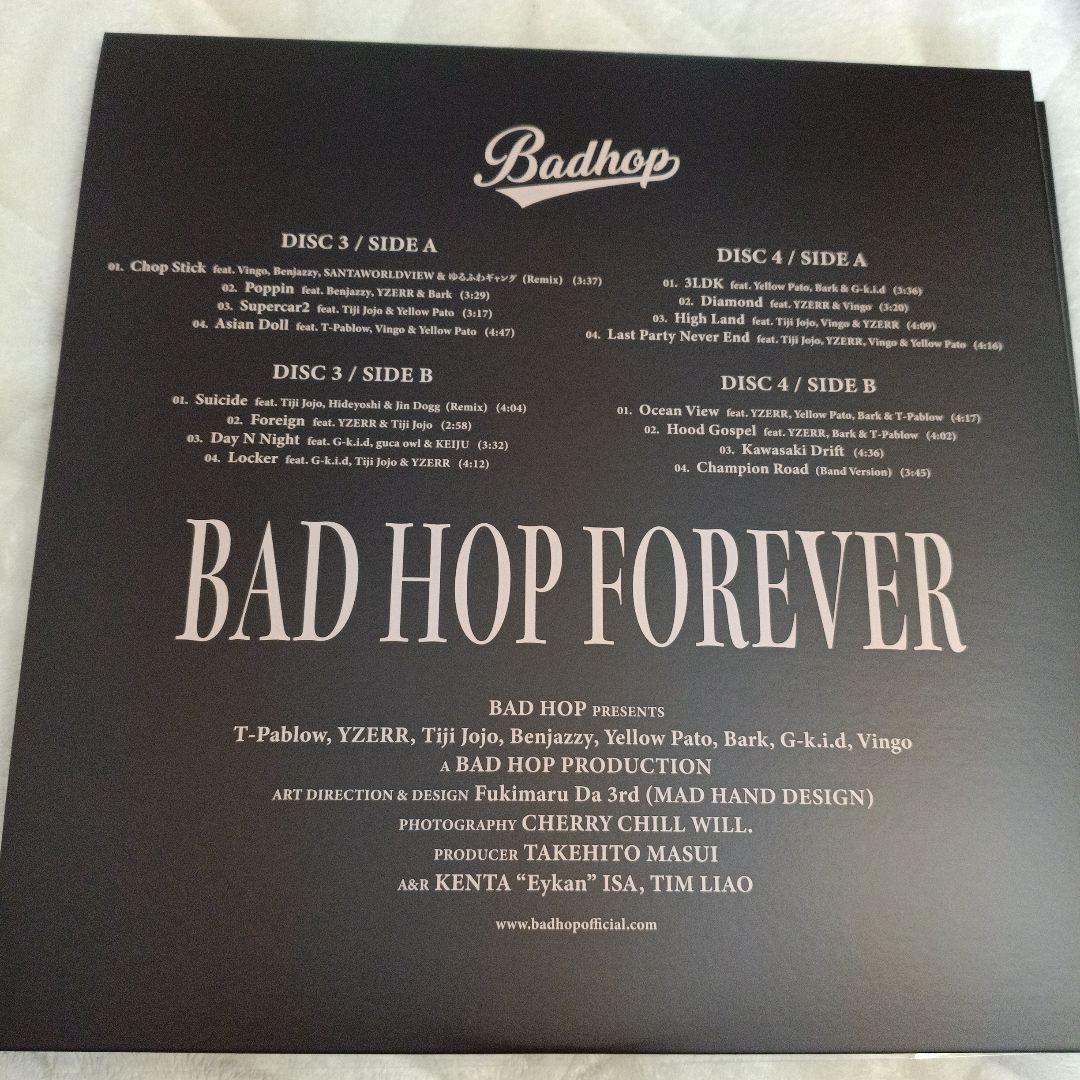 Badhop
DISC 3 / SIDE A
01. Chop Stick feat. Vingo, Benjazzy, SANTAWORLDVIEW & ゆるふわギャング (Remix) (3:37)
02. Poppin feat. Benjazzy, YZERR & Bark (3:29)
03. Supercar2 feat. Tiji Jojo & Yellow Pato (3:17)
04. Asian Doll feat. T-Pablow, Vingo & Yellow Pato (4:47)
DISC 3 / SIDE B
01. Suicide feat. Tiji Jojo, Hideyoshi & Jin Dogg (Remix) (4:04)
02. Foreign feat. YZERR & Tiji Jojo (2:58)
03. Day N Night feat. G-k.i.d, guca owl & KEIJU (3:32)
04. Locker feat. G-k.i.d, Tiji Jojo & YZERR (4:12)
DISC 4 / SIDE A
01. 3LDK feat. Yellow Pato, Bark & G-k.i.d (3:36)
02. Diamond feat. YZERR & Vingo (3:20)
03. High Land feat. Tiji Jojo, Vingo & YZERR (4:09)
04. Last Party Never End feat. Tiji Jojo, YZERR, Vingo & Yellow Pato (4:16)
DISC 4 / SIDE B
01. Ocean View feat. YZERR, Yellow Pato, Bark & T-Pablow (4:17)
02. Hood Gospel feat. YZERR, Bark & T-Pablow (4:02)
03. Kawasaki Drift (4:36)
04. Champion Road (Band Version) (3:45)
BAD HOP FOREVER
BAD HOP PRESENTS
T-Pablow, YZERR, Tiji Jojo, Benjazzy, Yellow Pato, Bark, G-k.i.d, Vingo
A BAD HOP PRODUCTION
ART DIRECTION & DESIGN Fukimaru Da 3rd (MAD HAND DESIGN)
PHOTOGRAPHY CHERRY CHILL WILL.
PRODUCER TAKEHITO MASUI
A&R KENTA “Eykan” ISA, TIM LIAO
www.badhopofficial.com